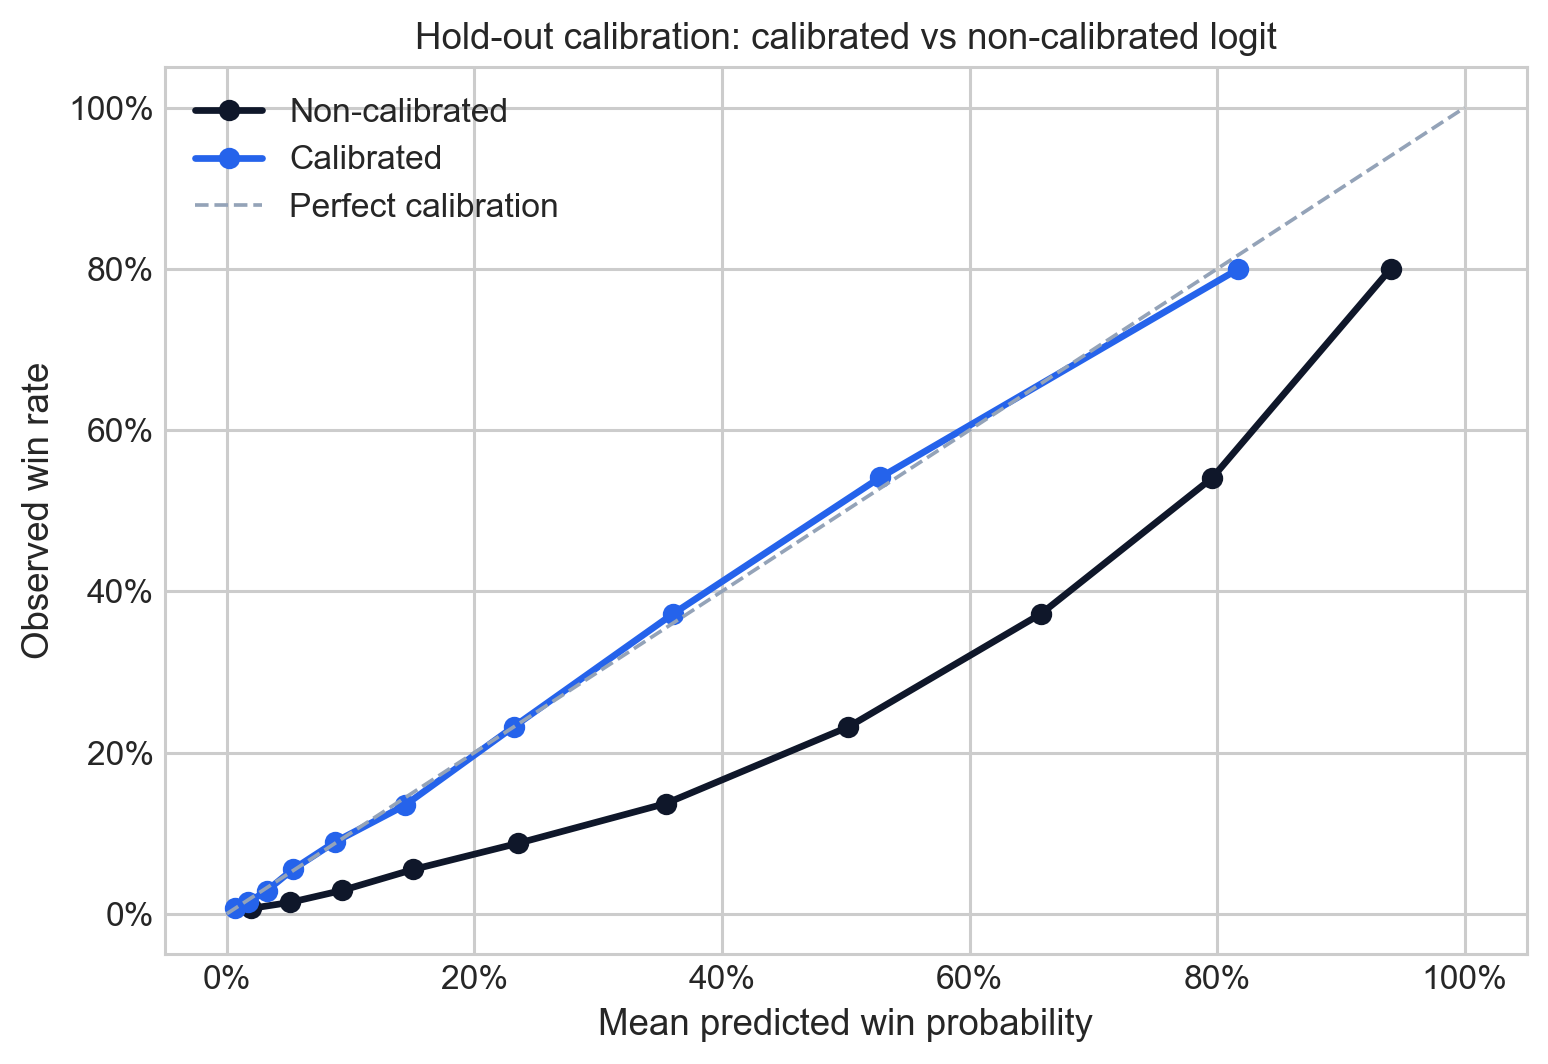 Hold-out calibration: calibrated vs non-calibrated logit
Non-calibrated
Calibrated
Perfect calibration
Observed win rate
100%
80%
60%
40%
20%
0%
0%
20%
40%
60%
80%
100%
Mean predicted win probability